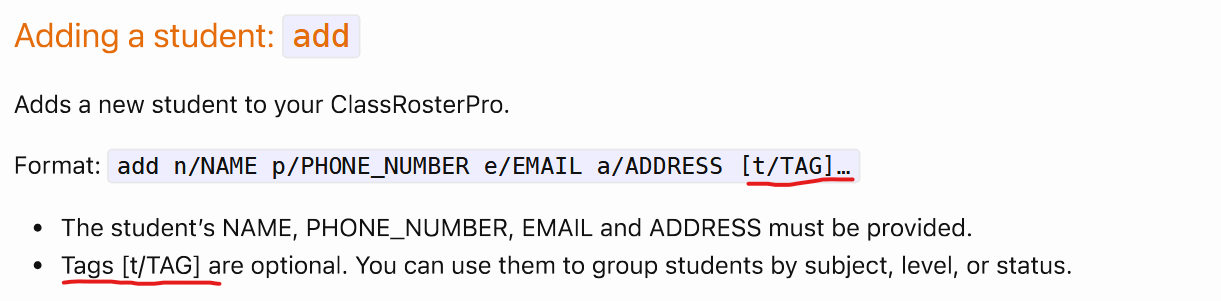 Adding a student: add
Adds a new student to your ClassRosterPro.
Format: add n/NAME p/PHONE_NUMBER e/EMAIL a/ADDRESS [t/TAG]…
• The student’s NAME, PHONE_NUMBER, EMAIL and ADDRESS must be provided.
• Tags [t/TAG] are optional. You can use them to group students by subject, level, or status.